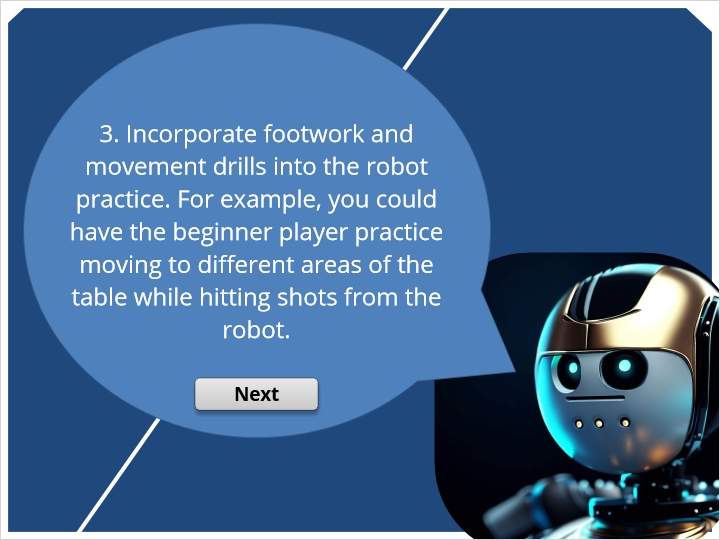 3. Incorporate footwork and
movement drills into the robot
practice. For example, you could
have the beginner player practice
moving to different areas of the
table while hitting shots from the
robot.
Next